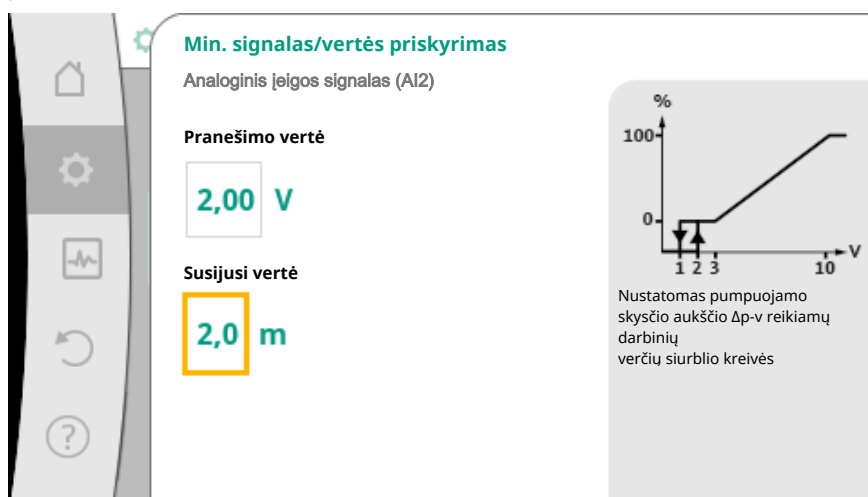 Min. signalas/vertės priskyrimas
Analoginis įeigos signalas (AI2)
Pranešimo vertė
2,00 V
Susijusi vertė
2,0 m
%
100
0
V
1 2 3 10
Nustatomas pumpuojamo
skysčio aukščio Δp-v reikiamų
darbinių
verčių siurblio kreivės
?